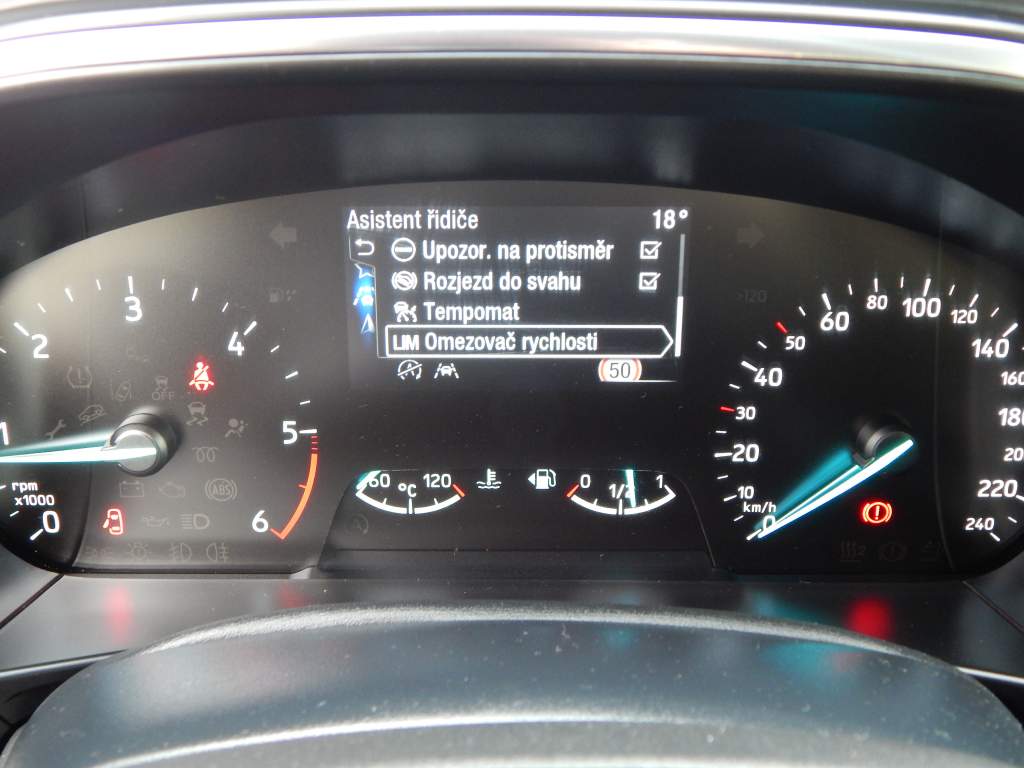 Asistent řidiče 18°
Upozor. na protisměr
Rozjezd do svahu
Tempomat
LIM Omezovač rychlosti
50
0
1
2
3
4
5
6
rpm
x1000
OFF
ABS
60 °C 120
0 1/2 1
>120
0
10
20
30
40
50
60
80
100
120
140
160
180
220
240
km/h